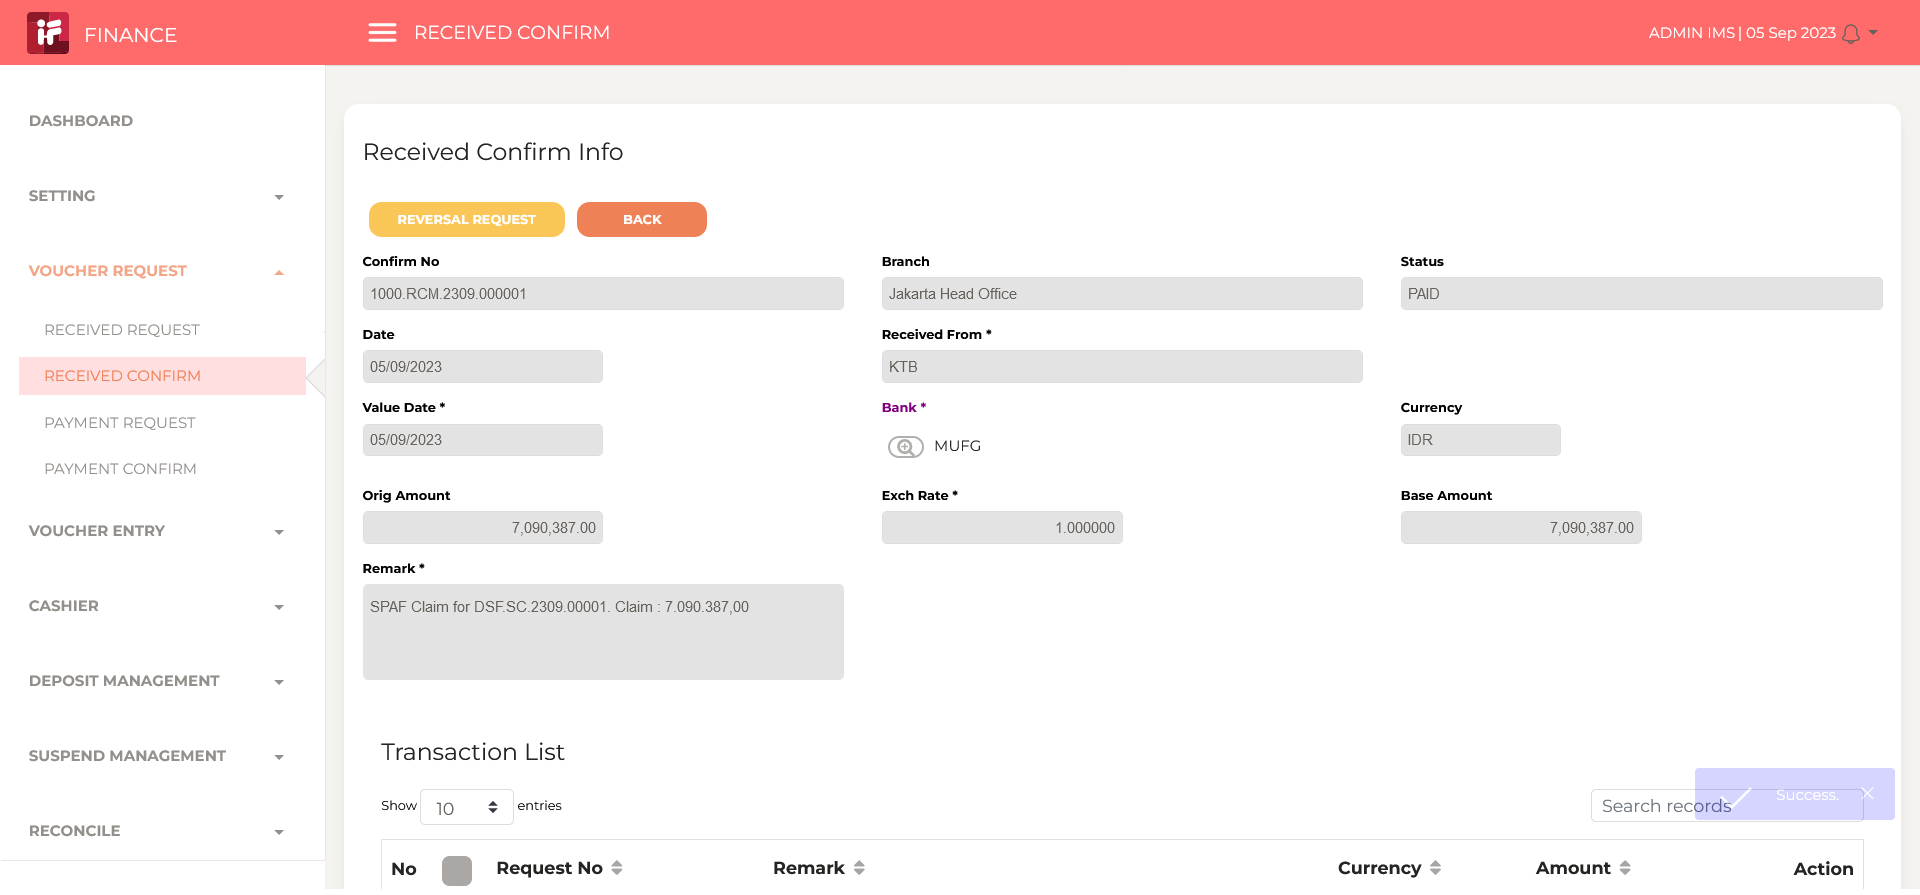 iF FINANCE
RECEIVED CONFIRM
ADMIN IMS | 05 Sep 2023
DASHBOARD
SETTING
VOUCHER REQUEST
RECEIVED REQUEST
RECEIVED CONFIRM
PAYMENT REQUEST
PAYMENT CONFIRM
VOUCHER ENTRY
CASHIER
DEPOSIT MANAGEMENT
SUSPEND MANAGEMENT
RECONCILE
Received Confirm Info
REVERSAL REQUEST BACK
Confirm No Branch Status
1000.RCM.2309.000001 Jakarta Head Office PAID
Date Received From *
05/09/2023 KTB
Value Date * Bank * Currency
05/09/2023 MUFG IDR
Orig Amount Exch Rate * Base Amount
7,090,387.00 1.000000 7,090,387.00
Remark *
SPAF Claim for DSF.SC.2309.00001. Claim : 7.090.387,00
Transaction List
Show 10 entries Search records
Success.
No Request No Remark Currency Amount Action